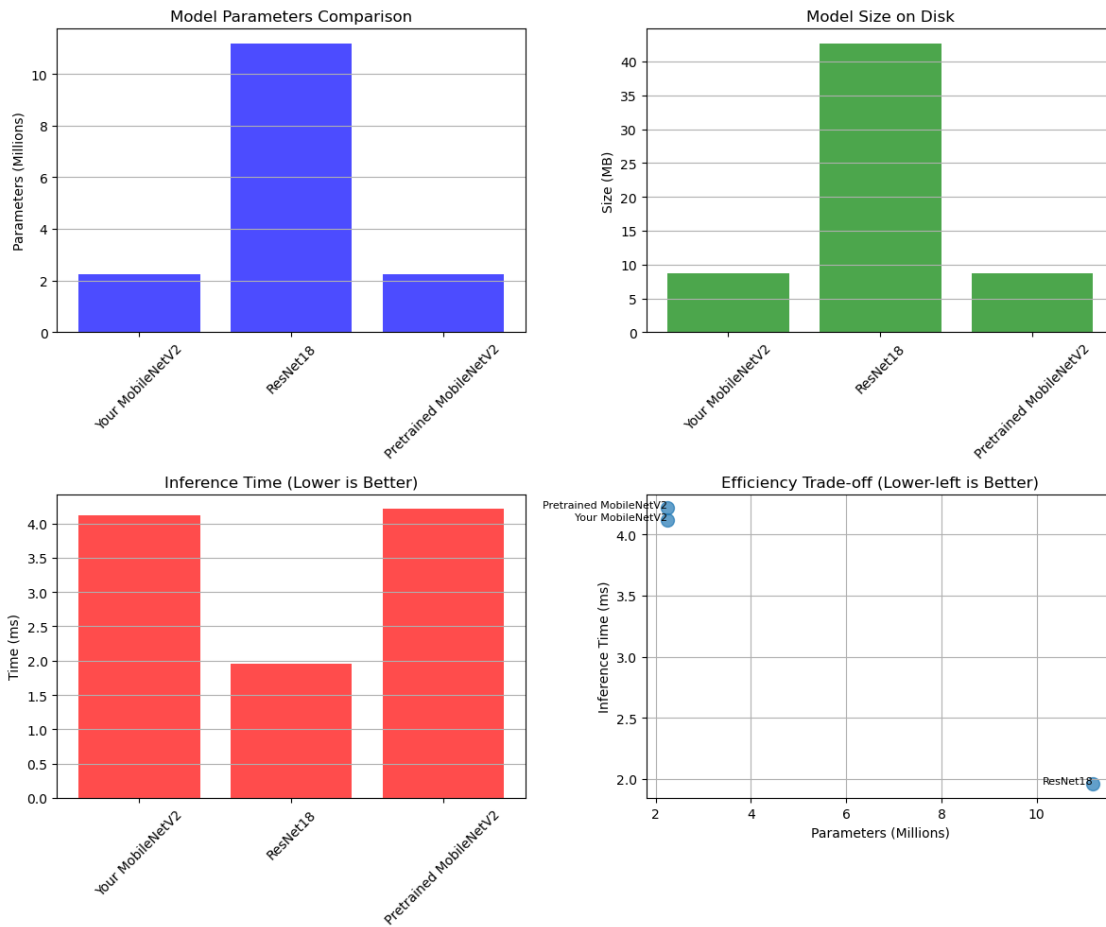 Model Parameters Comparison
Parameters (Millions)
10
8
6
4
2
0
Your MobileNetV2
ResNet18
Pretrained MobileNetV2
Model Size on Disk
Size (MB)
40
35
30
25
20
15
10
5
0
Your MobileNetV2
ResNet18
Pretrained MobileNetV2
Inference Time (Lower is Better)
Time (ms)
4.0
3.5
3.0
2.5
2.0
1.5
1.0
0.5
0.0
Your MobileNetV2
ResNet18
Pretrained MobileNetV2
Efficiency Trade-off (Lower-left is Better)
Pretrained MobileNetV2
Your MobileNetV2
Inference Time (ms)
4.0
3.5
3.0
2.5
2.0
ResNet18
2 4 6 8 10
Parameters (Millions)